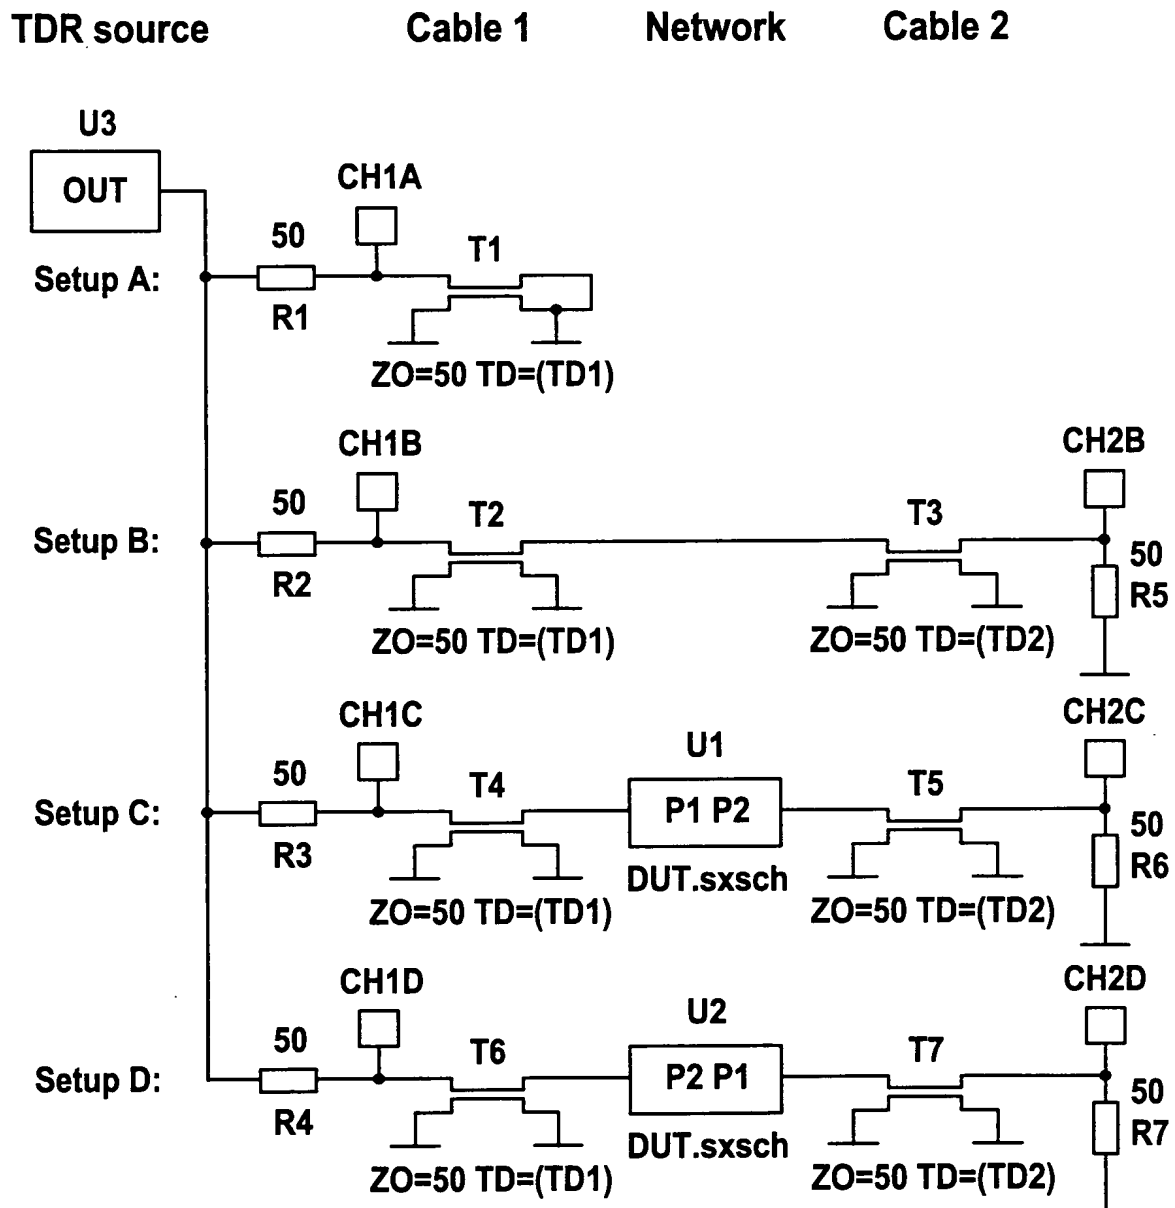 TDR source Cable 1 Network Cable 2
U3
OUT
CH1A
50
T1
Setup A:
R1
ZO=50 TD=(TD1)
CH1B
CH2B
50
T2
T3
Setup B:
50
R2
R5
ZO=50 TD=(TD1)
ZO=50 TD=(TD2)
CH1C
CH2C
U1
50
T4
T5
Setup C:
P1 P2
50
R3
R6
DUT.sxsch
ZO=50 TD=(TD1)
ZO=50 TD=(TD2)
CH1D
CH2D
U2
50
T6
T7
Setup D:
P2 P1
50
R4
R7
DUT.sxsch
ZO=50 TD=(TD1)
ZO=50 TD=(TD2)